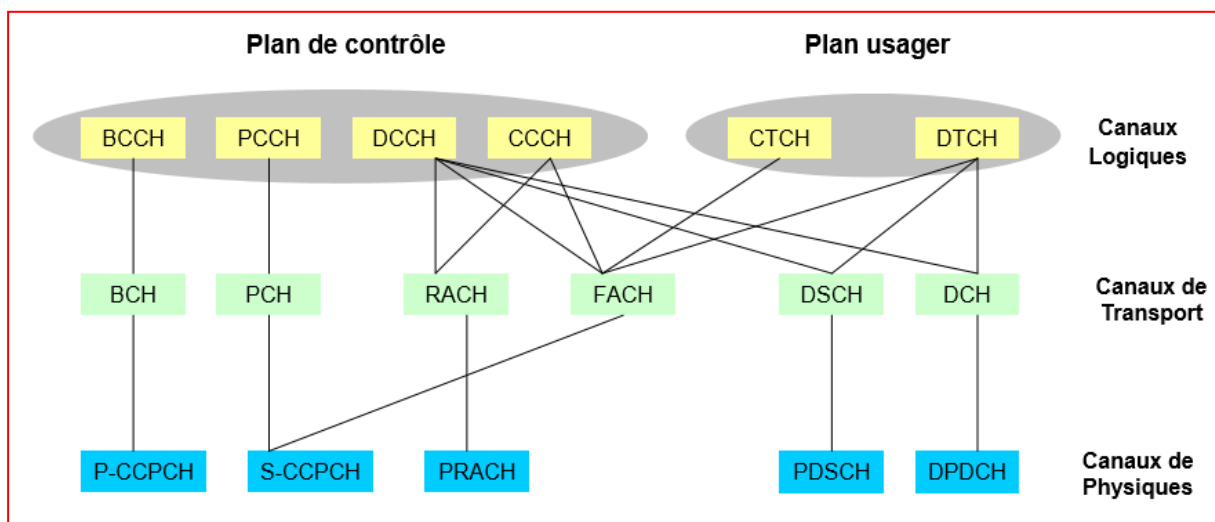 Plan de contrôle
Plan usager
BCCH
PCCH
DCCH
CCCH
CTCH
DTCH
Canaux
Logiques
BCH
PCH
RACH
FACH
DSCH
DCH
Canaux de
Transport
P-CCPCH
S-CCPCH
PRACH
PDSCH
DPDCH
Canaux de
Physiques